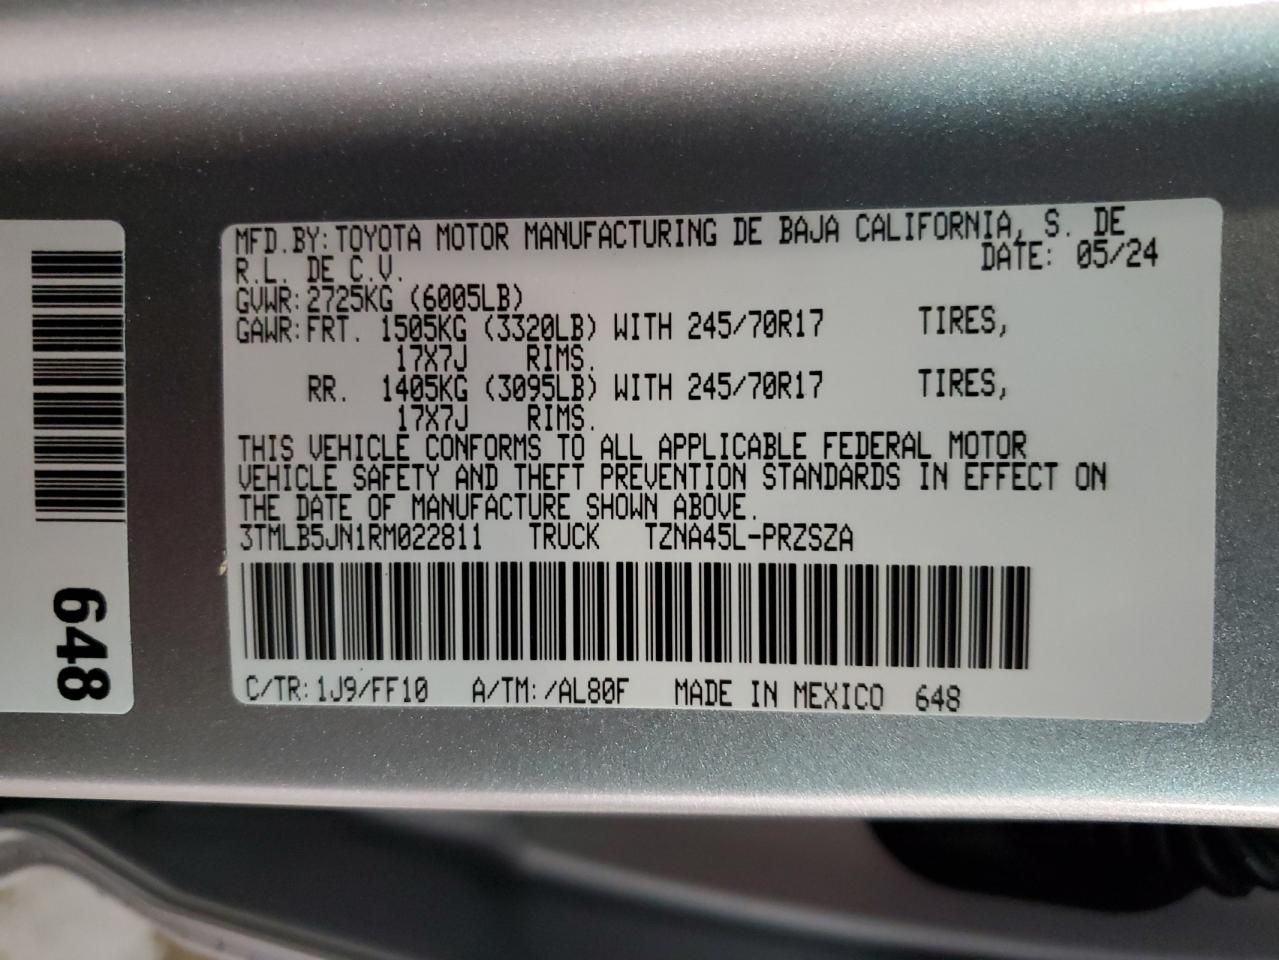 MFD.BY: TOYOTA MOTOR MANUFACTURING DE BAJA CALIFORNIA, S. DE
R.L. DE C.V. DATE: 05/24
GVWR: 2725KG (6005LB)
GAWR: FRT. 1505KG (3320LB) WITH 245/70R17 TIRES,
17X7J RIMS.
RR. 1405KG (3095LB) WITH 245/70R17 TIRES,
17X7J RIMS.
THIS VEHICLE CONFORMS TO ALL APPLICABLE FEDERAL MOTOR
VEHICLE SAFETY AND THEFT PREVENTION STANDARDS IN EFFECT ON
THE DATE OF MANUFACTURE SHOWN ABOVE.
3TMLB5JN1RM022811 TRUCK TZNA45L-PRZSZA
C/TR: 1J9/FF10 A/TM: /AL80F MADE IN MEXICO 648
648